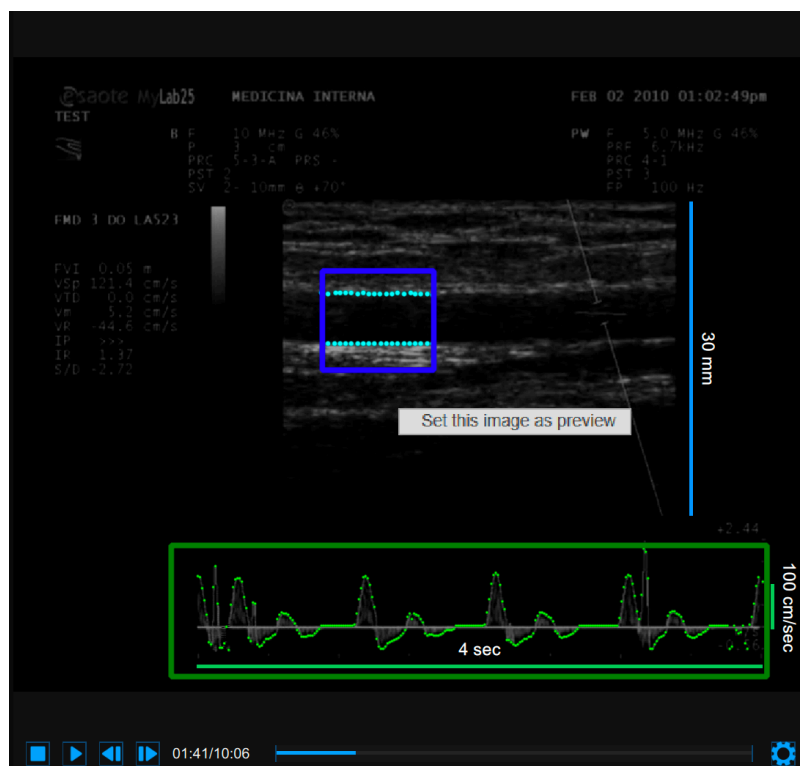 esaote MyLab25 MEDICINA INTERNA FEB 02 2010 01:02:49pm
TEST
B F 10 MHz G 46% PW F 5.0 MHz G 46%
P 3 cm PRF 6.7kHz
PRC 5-3-A PRS - PRC 4-1
PST 2 PST 3
SV 2- 10mm θ +70° FP 100 Hz
FMD 3 DO LA523
FVI 0.05 m
VSp 121.4 cm/s
VTD 0.0 cm/s
Vm 5.2 cm/s
VR -44.6 cm/s
IP >>>
IR 1.37
S/D -2.72
30 mm
Set this image as preview
+2.44
100 cm/sec
4 sec
01:41/10:06